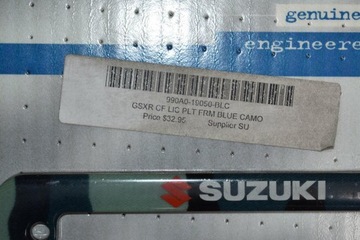 genuine
engineere
990A0-10050-BLC
GSXR CF LIC PLT FRM BLUE CAMO
Price $32.95 Supplier SU
SUZUKI